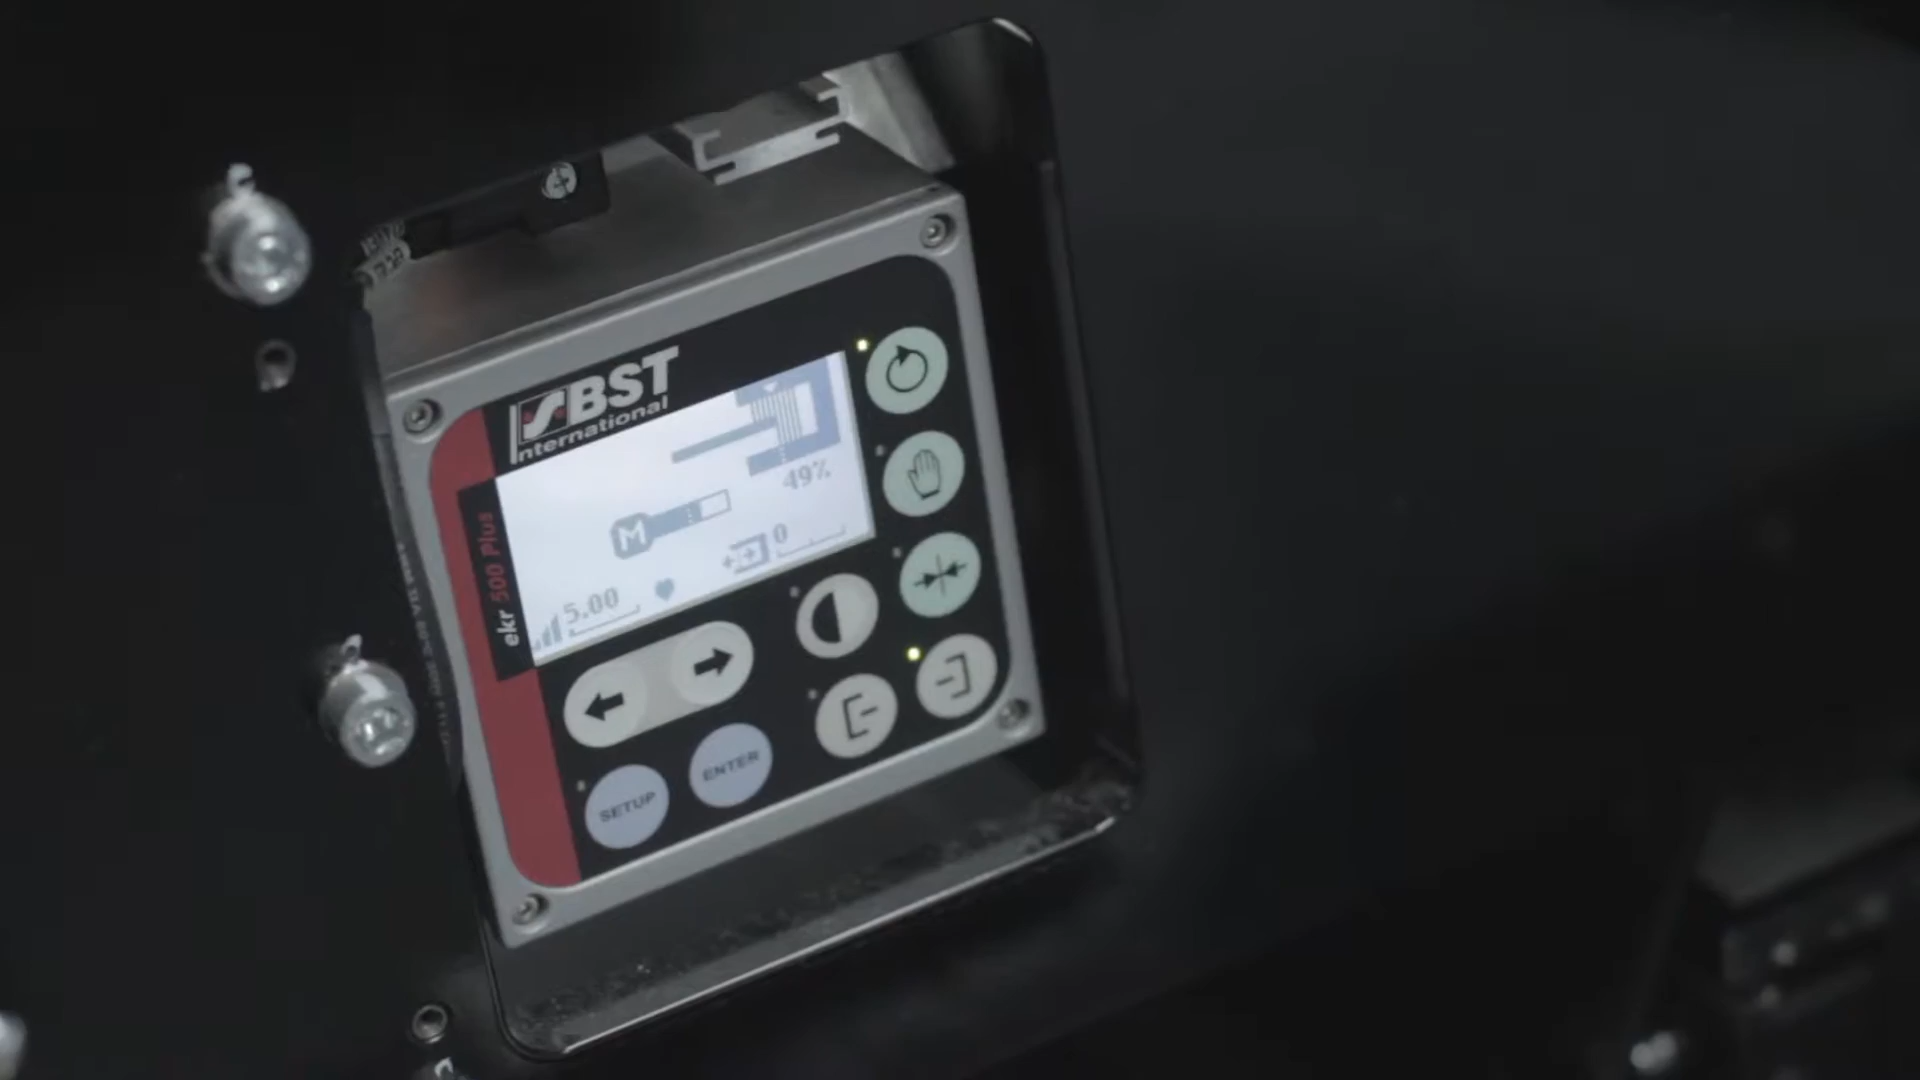 BST
International
ekr 500 Plus
49%
M
0
5.00
ENTER
SETUP